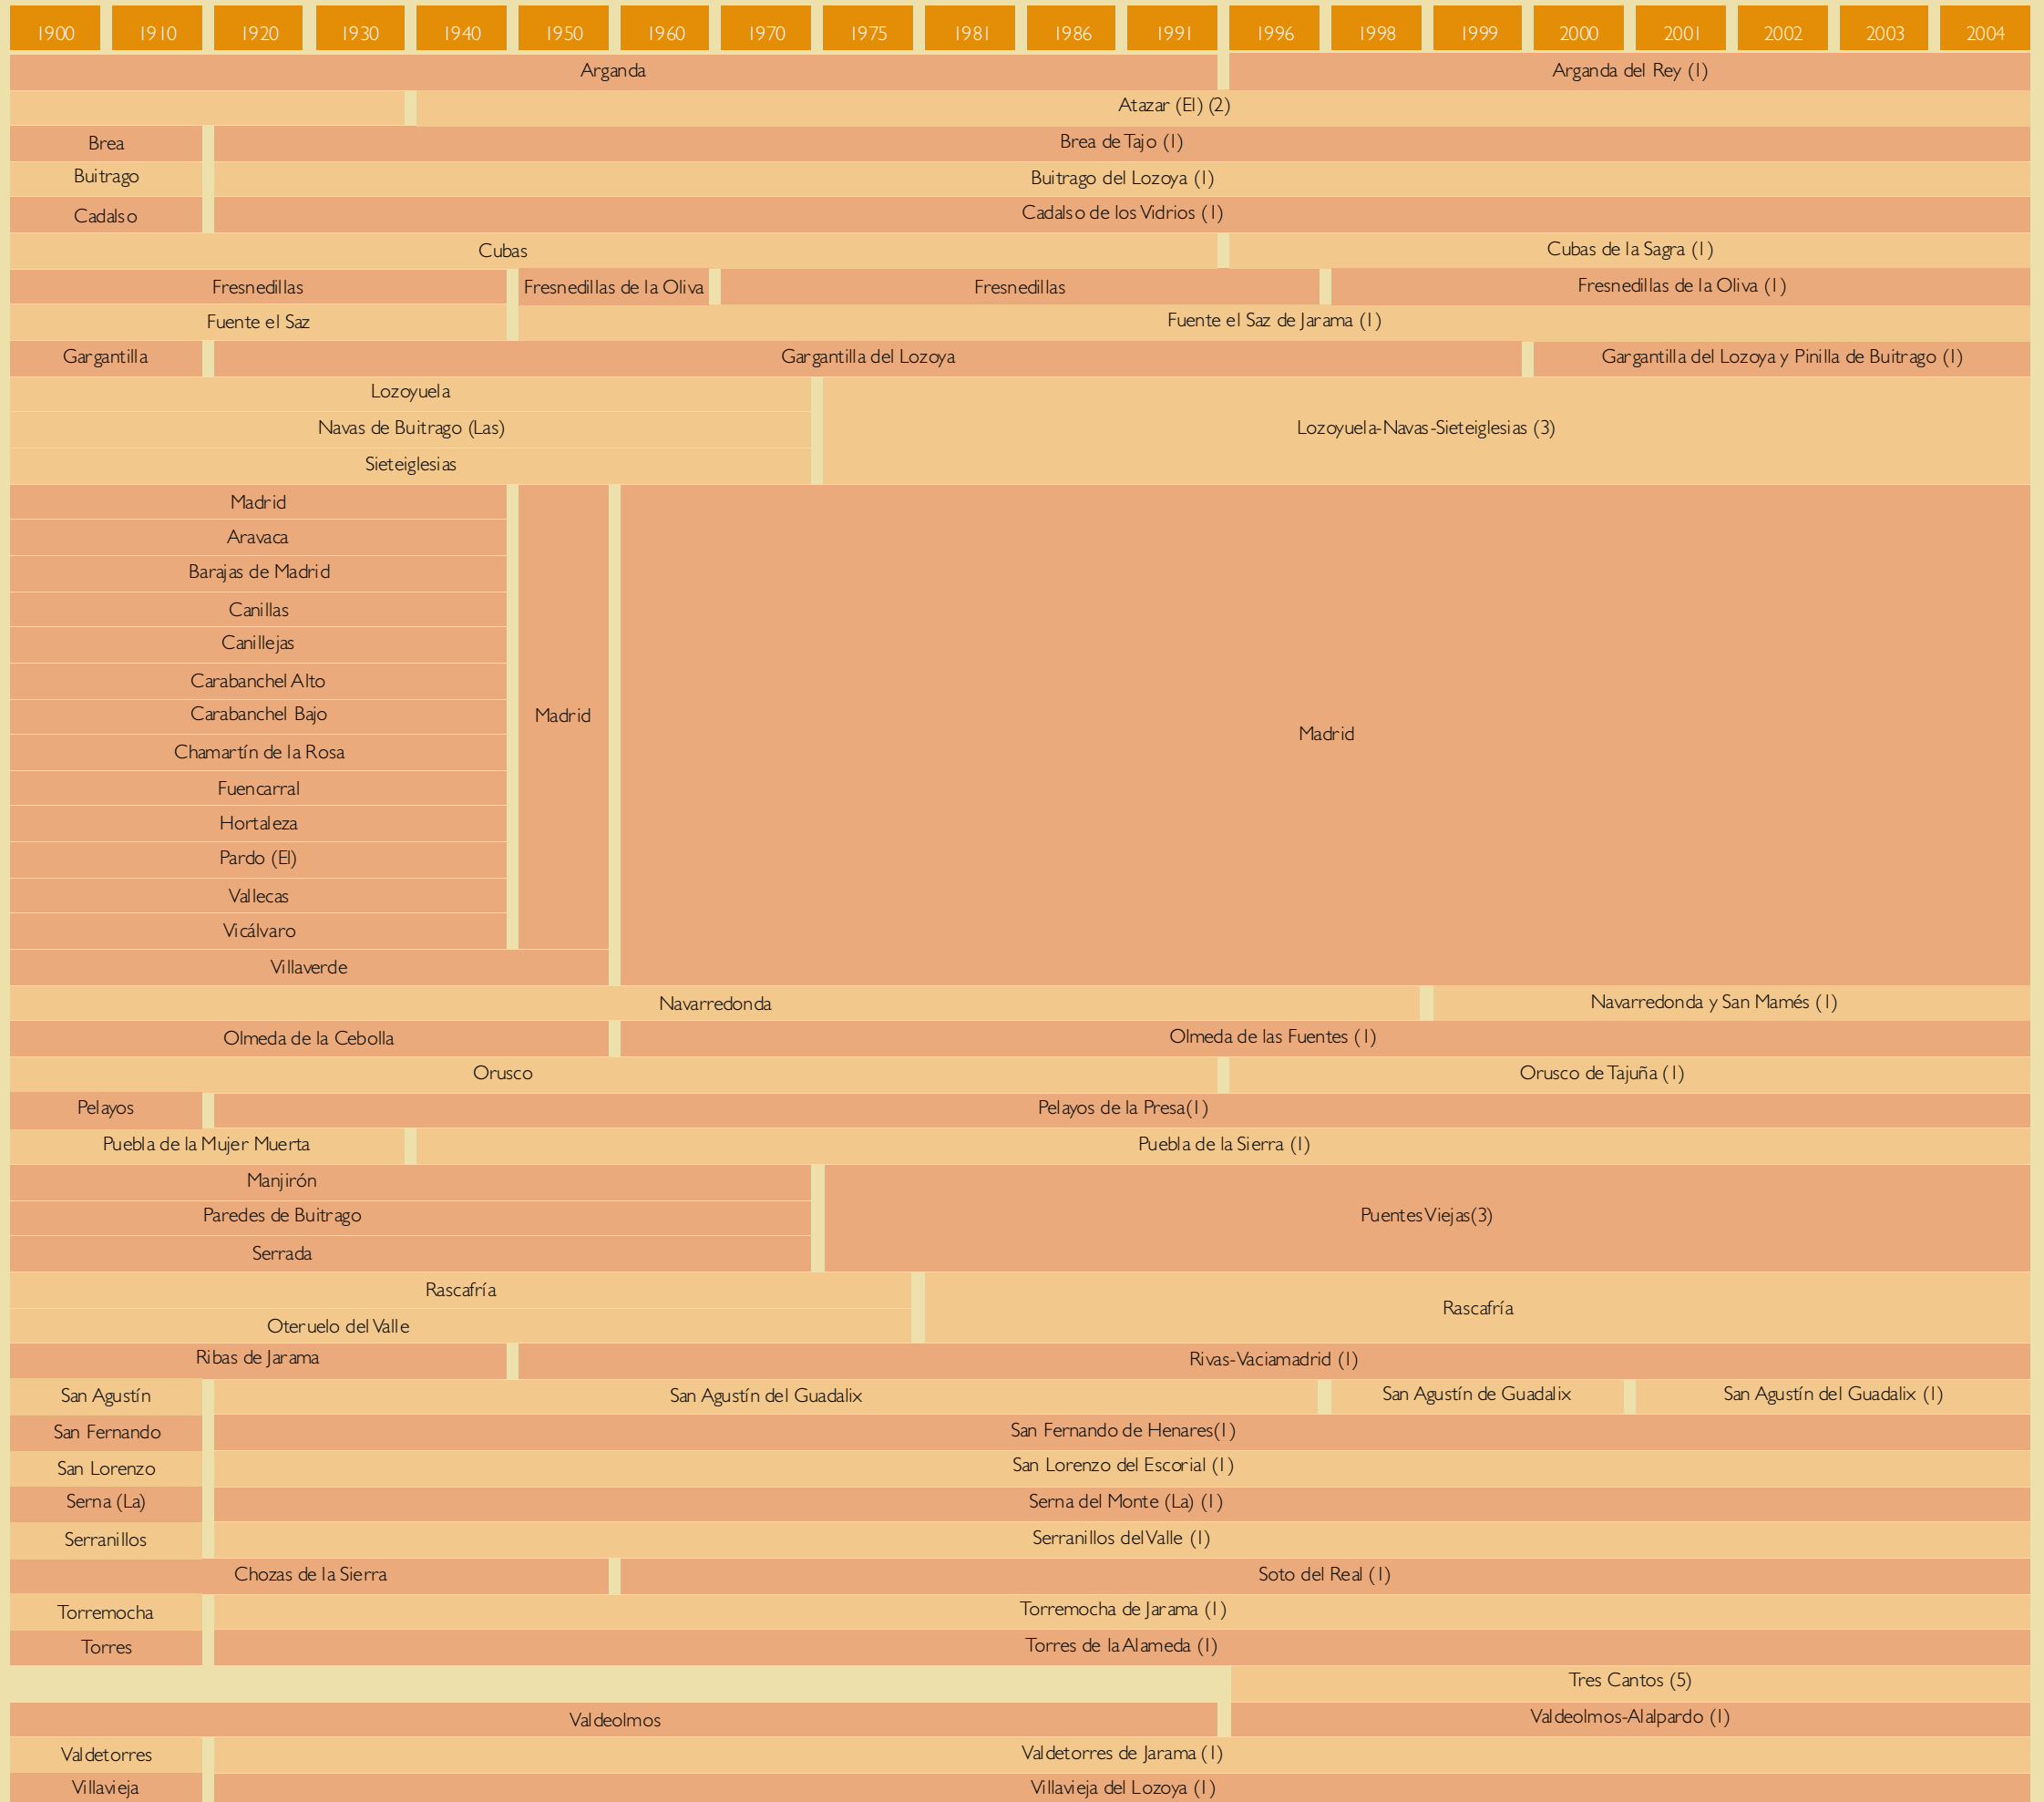 1900 1910 1920 1930 1940 1950 1960 1970 1975 1981 1986 1991 1996 1998 1999 2000 2001 2002 2003 2004
Arganda Arganda del Rey (1)
Atazar (El) (2)
Brea Brea de Tajo (1)
Buitrago Buitrago del Lozoya (1)
Cadalso Cadalso de los Vidrios (1)
Cubas Cubas de la Sagra (1)
Fresnedillas Fresnedillas de la Oliva Fresnedillas Fresnedillas de la Oliva (1)
Fuente el Saz Fuente el Saz de Jarama (1)
Gargantilla Gargantilla del Lozoya Gargantilla del Lozoya y Pinilla de Buitrago (1)
Lozoyuela
Navas de Buitrago (Las) Lozoyuela-Navas-Sieteiglesias (3)
Sieteiglesias
Madrid
Aravaca
Barajas de Madrid
Canillas
Canillejas
Carabanchel Alto
Carabanchel Bajo Madrid
Madrid
Chamartín de la Rosa
Fuencarral
Hortaleza
Pardo (El)
Vallecas
Vicálvaro
Villaverde
Navarredonda Navarredonda y San Mamés (1)
Olmeda de la Cebolla Olmeda de las Fuentes (1)
Orusco Orusco de Tajuña (1)
Pelayos Pelayos de la Presa(1)
Puebla de la Mujer Muerta Puebla de la Sierra (1)
Manjirón
Paredes de Buitrago Puentes Viejas(3)
Serrada
Rascafría
Rascafría
Oteruelo del Valle
Ribas de Jarama Rivas-Vaciamadrid (1)
San Agustín San Agustín del Guadalix San Agustín de Guadalix San Agustín del Guadalix (1)
San Fernando San Fernando de Henares(1)
San Lorenzo San Lorenzo del Escorial (1)
Serna (La) Serna del Monte (La) (1)
Serranillos Serranillos del Valle (1)
Chozas de la Sierra Soto del Real (1)
Torremocha Torremocha de Jarama (1)
Torres Torres de la Alameda (1)
Tres Cantos (5)
Valdeolmos Valdeolmos-Alalpardo (1)
Valdetorres Valdetorres de Jarama (1)
Villavieja Villavieja del Lozoya (1)